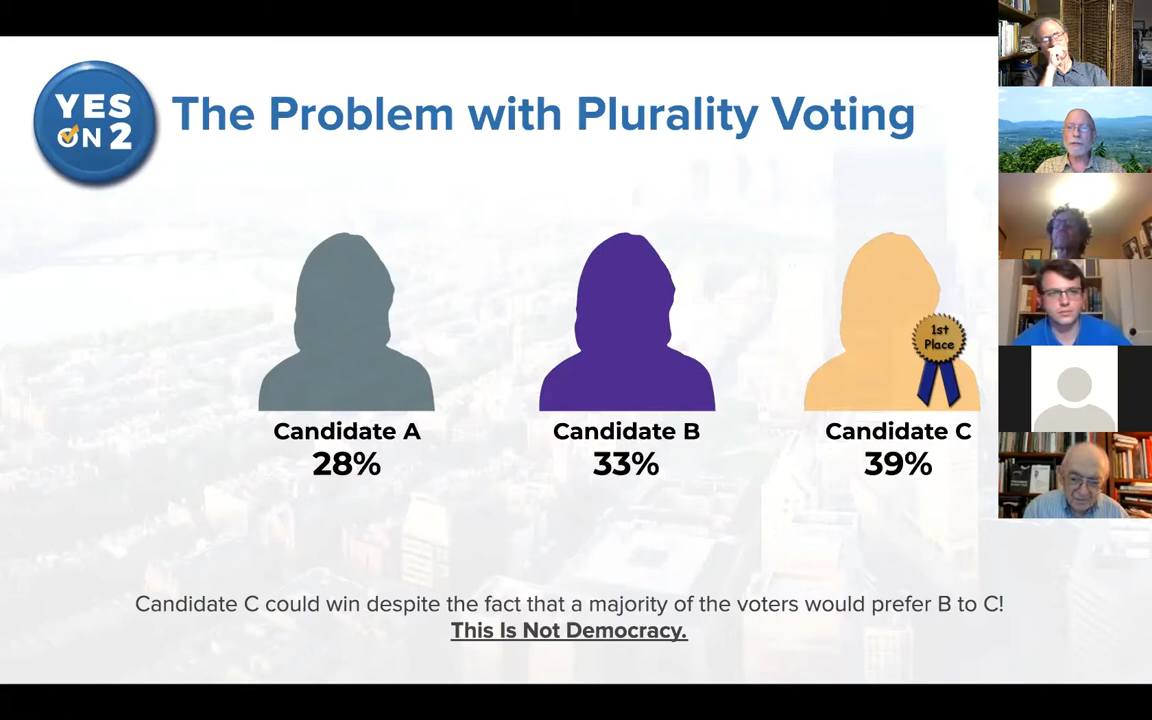 YES
ON 2
The Problem with Plurality Voting
1st
Place
Candidate A
Candidate B
Candidate C
28%
33%
39%
Candidate C could win despite the fact that a majority of the voters would prefer B to C!
This Is Not Democracy.